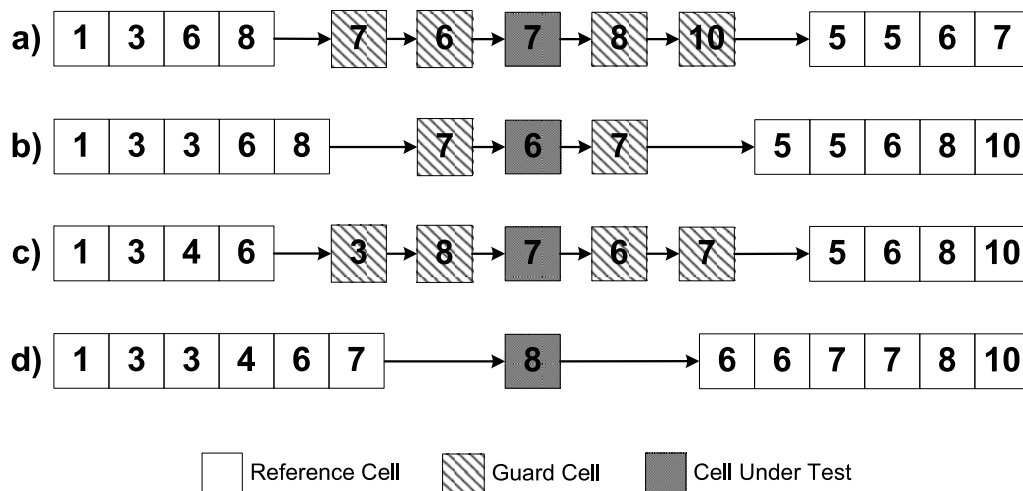 a) 1 3 6 8 7 6 7 8 10 5 5 6 7
b) 1 3 3 6 8 7 6 7 5 5 6 8 10
c) 1 3 4 6 3 8 7 6 7 5 6 8 10
d) 1 3 3 4 6 7 8 6 6 7 7 8 10
Reference Cell Guard Cell Cell Under Test